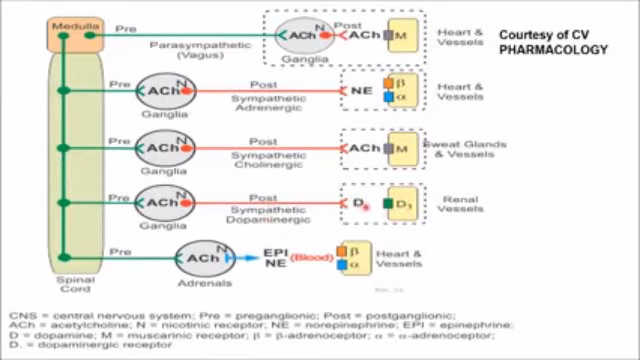 Medulla
Pre
Parasympathetic
(Vagus)
ACh
N
Ganglia
Post
ACh
M
Heart &
Vessels
Courtesy of CV
PHARMACOLOGY
Pre
ACh
N
Ganglia
Post
Sympathetic
Adrenergic
NE
β
α
Heart &
Vessels
Pre
ACh
N
Ganglia
Post
Sympathetic
Cholinergic
ACh
M
Sweat Glands
& Vessels
Pre
ACh
N
Ganglia
Post
Sympathetic
Dopaminergic
D
D₁
Renal
Vessels
Pre
ACh
N
Adrenals
EPI
NE
(Blood)
β
α
Heart &
Vessels
Spinal
Cord
CNS = central nervous system; Pre = preganglionic; Post = postganglionic;
ACh = acetylcholine; N = nicotinic receptor; NE = norepinephrine; EPI = epinephrine;
D = dopamine; M = muscarinic receptor; β = β-adrenoceptor; α = α-adrenoceptor;
D. = dopaminergic receptor